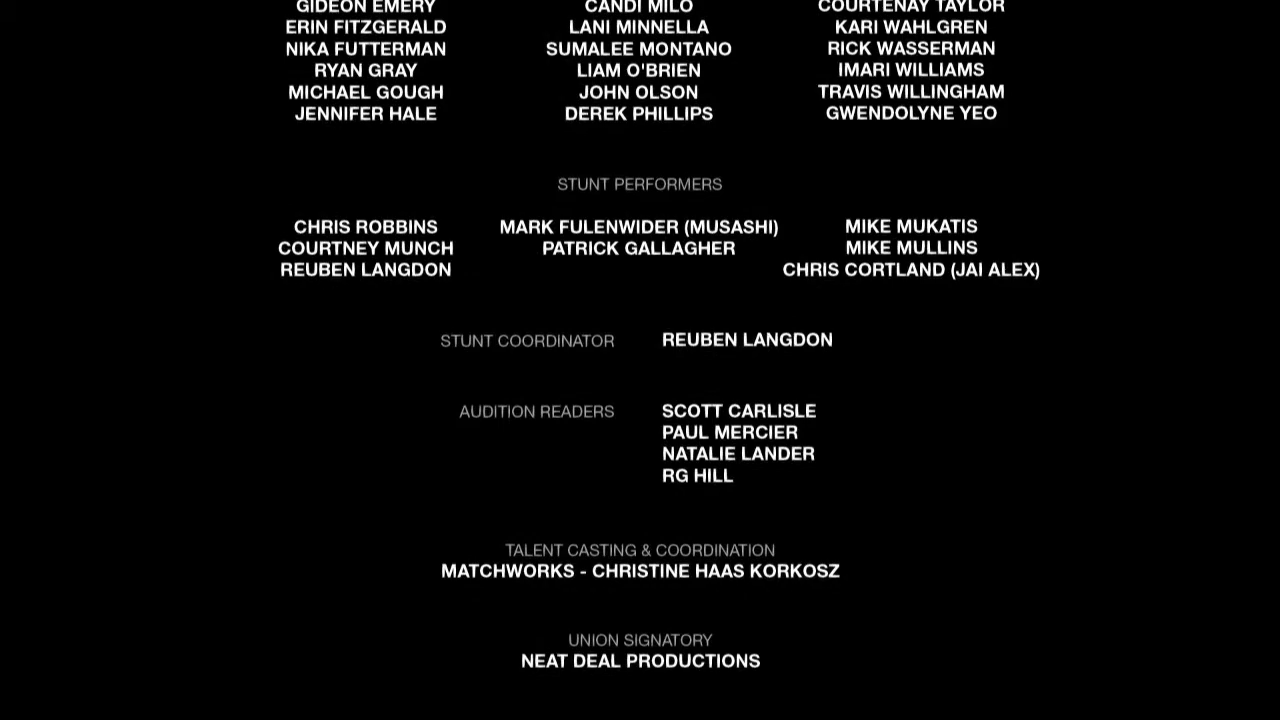 GIDEON EMERY CANDI MILO COURTENAY TAYLOR
ERIN FITZGERALD LANI MINNELLA KARI WAHLGREN
NIKA FUTTERMAN SUMALEE MONTANO RICK WASSERMAN
RYAN GRAY LIAM O'BRIEN IMARI WILLIAMS
MICHAEL GOUGH JOHN OLSON TRAVIS WILLINGHAM
JENNIFER HALE DEREK PHILLIPS GWENDOLYNE YEO
STUNT PERFORMERS
CHRIS ROBBINS MARK FULENWIDER (MUSASHI) MIKE MUKATIS
COURTNEY MUNCH PATRICK GALLAGHER MIKE MULLINS
REUBEN LANGDON CHRIS CORTLAND (JAI ALEX)
STUNT COORDINATOR REUBEN LANGDON
AUDITION READERS SCOTT CARLISLE
PAUL MERCIER
NATALIE LANDER
RG HILL
TALENT CASTING & COORDINATION
MATCHWORKS - CHRISTINE HAAS KORKOSZ
UNION SIGNATORY
NEAT DEAL PRODUCTIONS